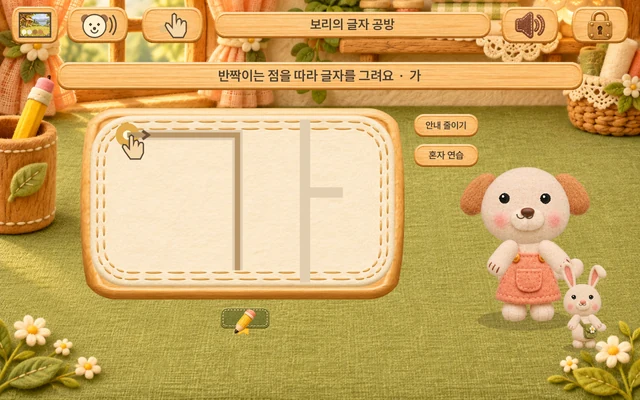 보리의 글자 공방
반짝이는 점을 따라 글자를 그려요 · 가
안내 줄이기
혼자 연습
가